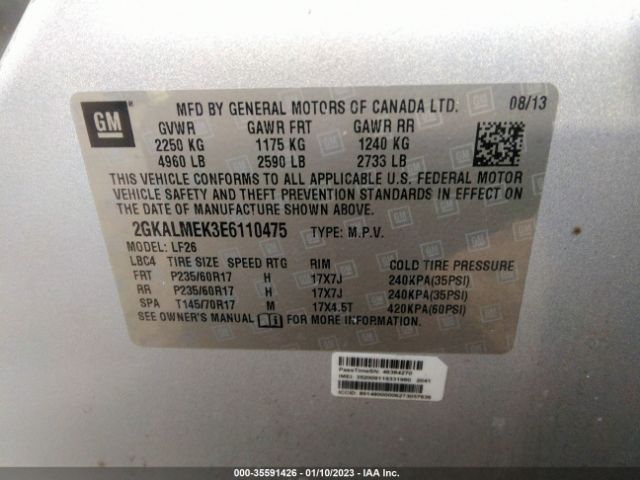 GM
MFD BY GENERAL MOTORS OF CANADA LTD. 08/13
GVWR GAWR FRT GAWR RR
2250 KG 1175 KG 1240 KG
4960 LB 2590 LB 2733 LB
THIS VEHICLE CONFORMS TO ALL APPLICABLE U.S. FEDERAL MOTOR
VEHICLE SAFETY AND THEFT PREVENTION STANDARDS IN EFFECT ON
THE DATE OF MANUFACTURE SHOWN ABOVE.
2GKALMEK3E6110475 TYPE: M.P.V.
MODEL: LF26
LBC4 TIRE SIZE SPEED RTG RIM COLD TIRE PRESSURE
FRT P235/60R17 H 17X7J 240KPA(35PSI)
RR P235/60R17 H 17X7J 240KPA(35PSI)
SPA T145/70R17 M 17X4.5T 420KPA(60PSI)
SEE OWNER'S MANUAL FOR MORE INFORMATION.
PassTimeSN:
IMEI:
ICCID:
000-35591426 - 01/10/2023 - IAA Inc.